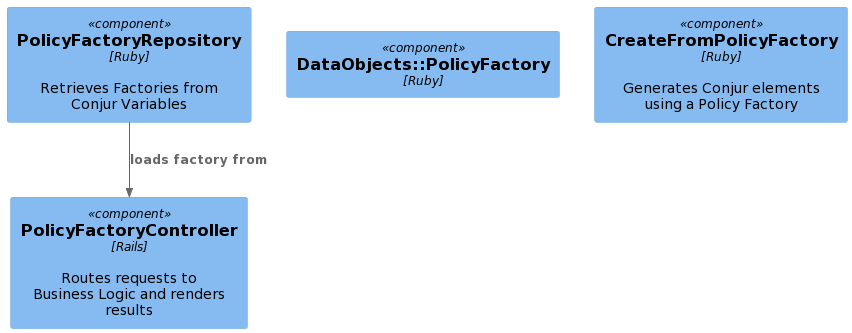 «component»
PolicyFactoryRepository
[Ruby]
Retrieves Factories from
Conjur Variables
«component»
DataObjects::PolicyFactory
[Ruby]
«component»
CreateFromPolicyFactory
[Ruby]
Generates Conjur elements
using a Policy Factory
loads factory from
«component»
PolicyFactoryController
[Rails]
Routes requests to
Business Logic and renders
results